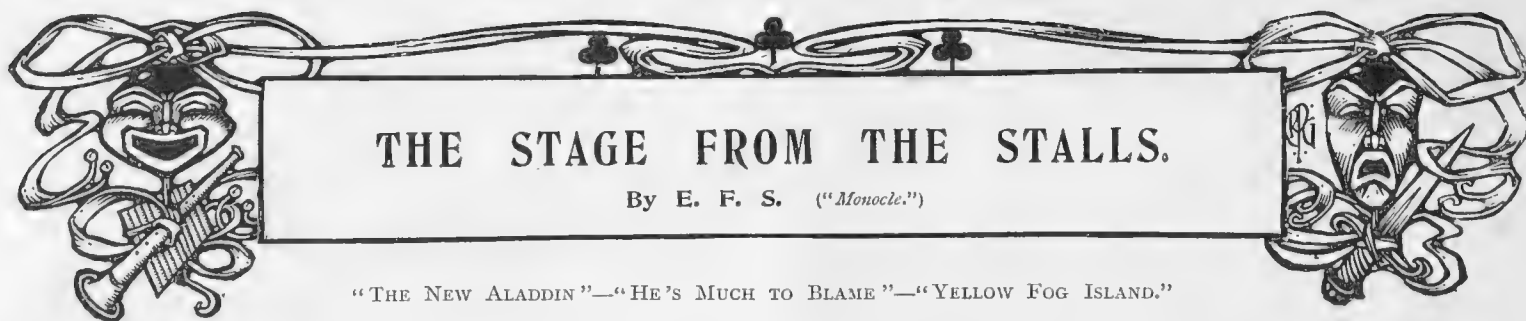 THE STAGE FROM THE STALLS.
By E. F. S. ("Monocle.")
"THE NEW ALADDIN"—"HE'S MUCH TO BLAME"—"YELLOW FOG ISLAND."